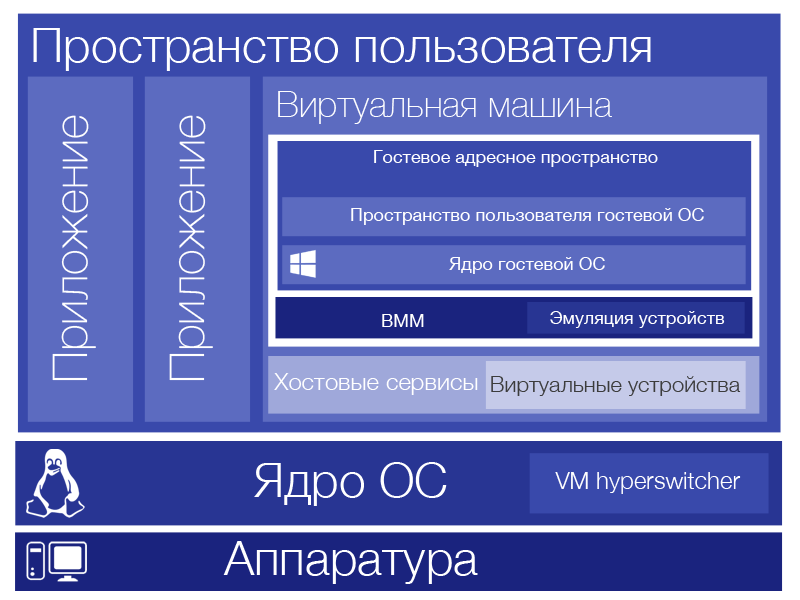 Пространство пользователя
Приложение
Приложение
Виртуальная машина
Гостевое адресное пространство
Пространство пользователя гостевой ОС
Ядро гостевой ОС
ВММ
Эмуляция устройств
Хостовые сервисы
Виртуальные устройства
Ядро ОС
VM hyperswitcher
Аппаратура